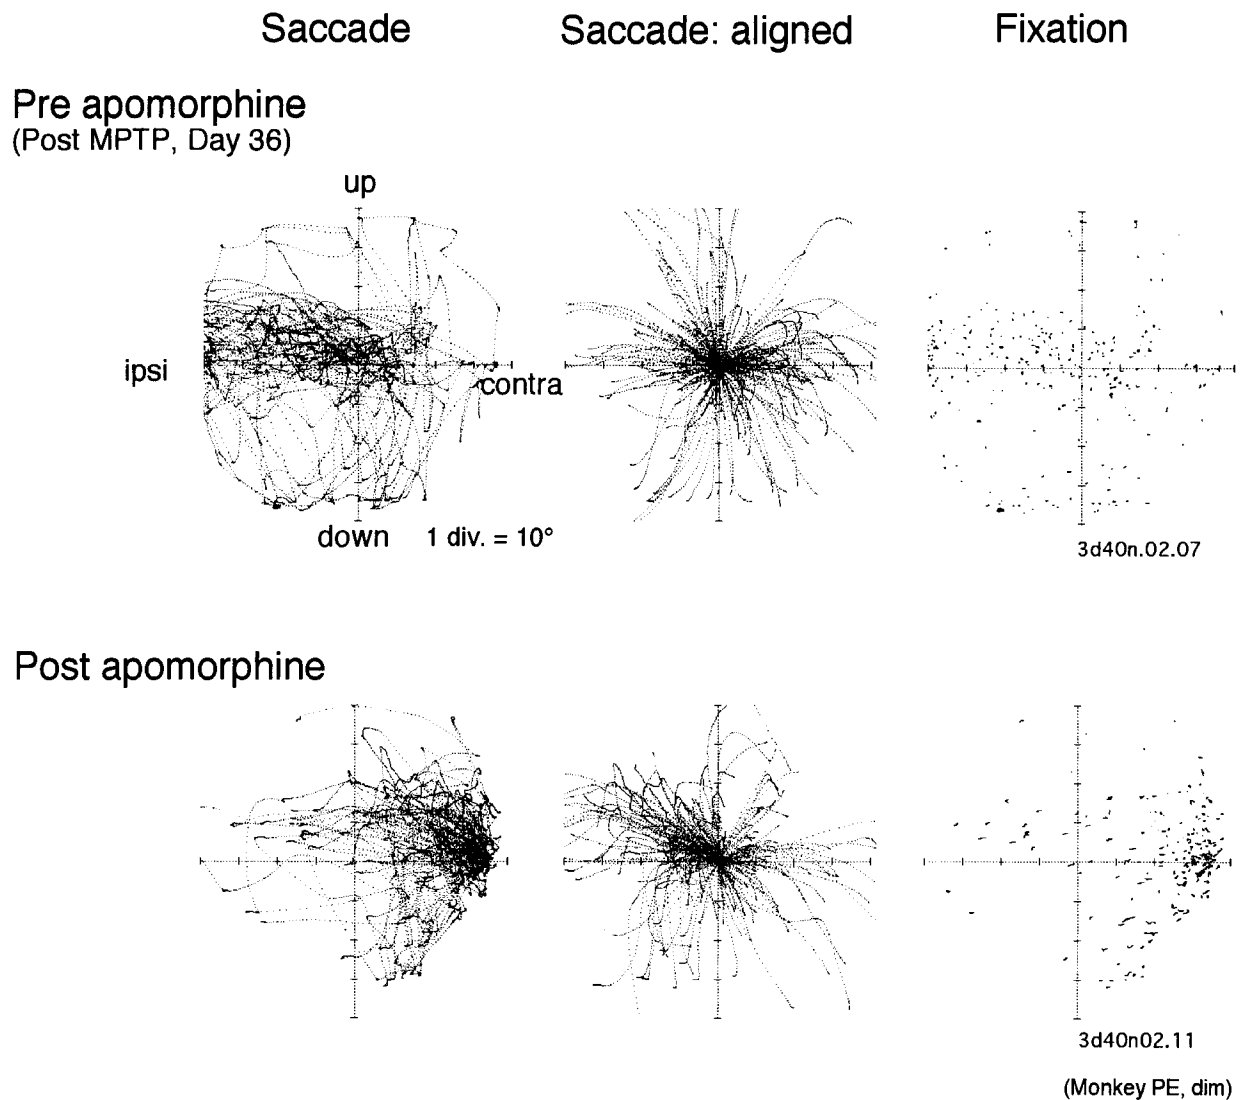 Saccade
Saccade: aligned
Fixation
Pre apomorphine
(Post MPTP, Day 36)
up
ipsi
contra
down
1 div. = 10°
3d40n.02.07
Post apomorphine
3d40n02.11
(Monkey PE, dim)